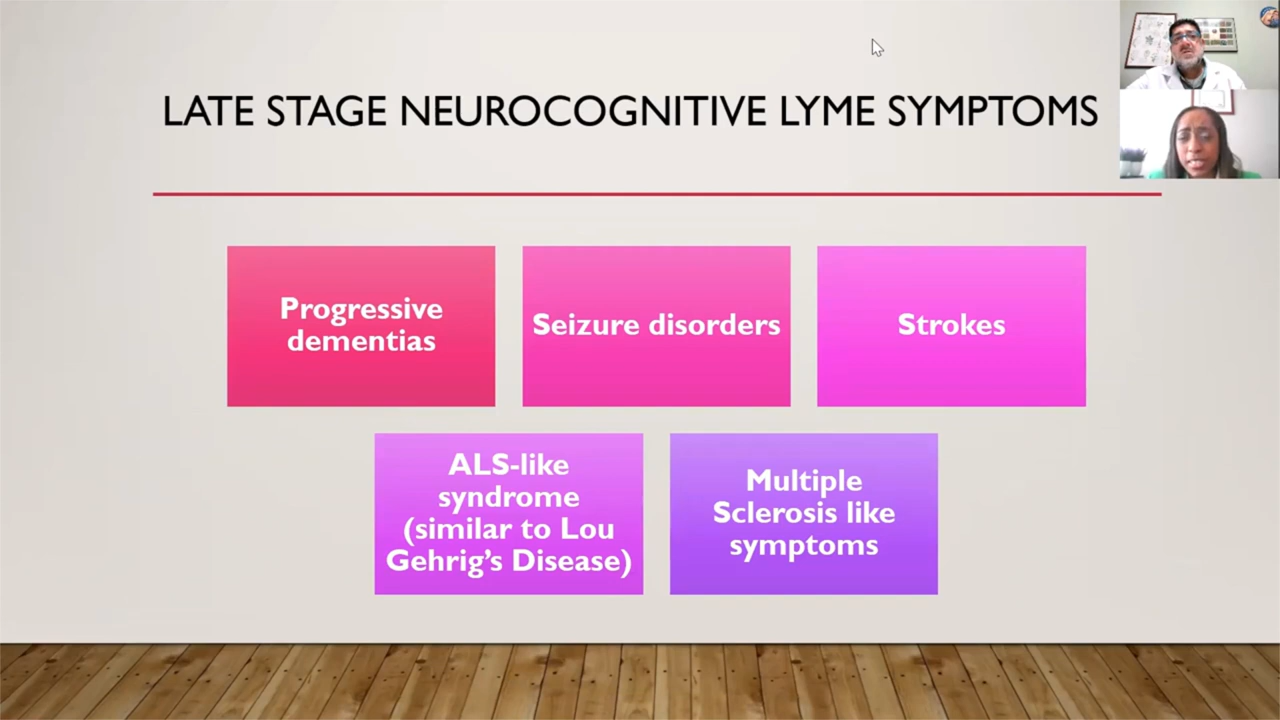 LATE STAGE NEUROCOGNITIVE LYME SYMPTOMS
Progressive
dementias
Seizure disorders
Strokes
ALS-like
syndrome
(similar to Lou
Gehrig’s Disease)
Multiple
Sclerosis like
symptoms